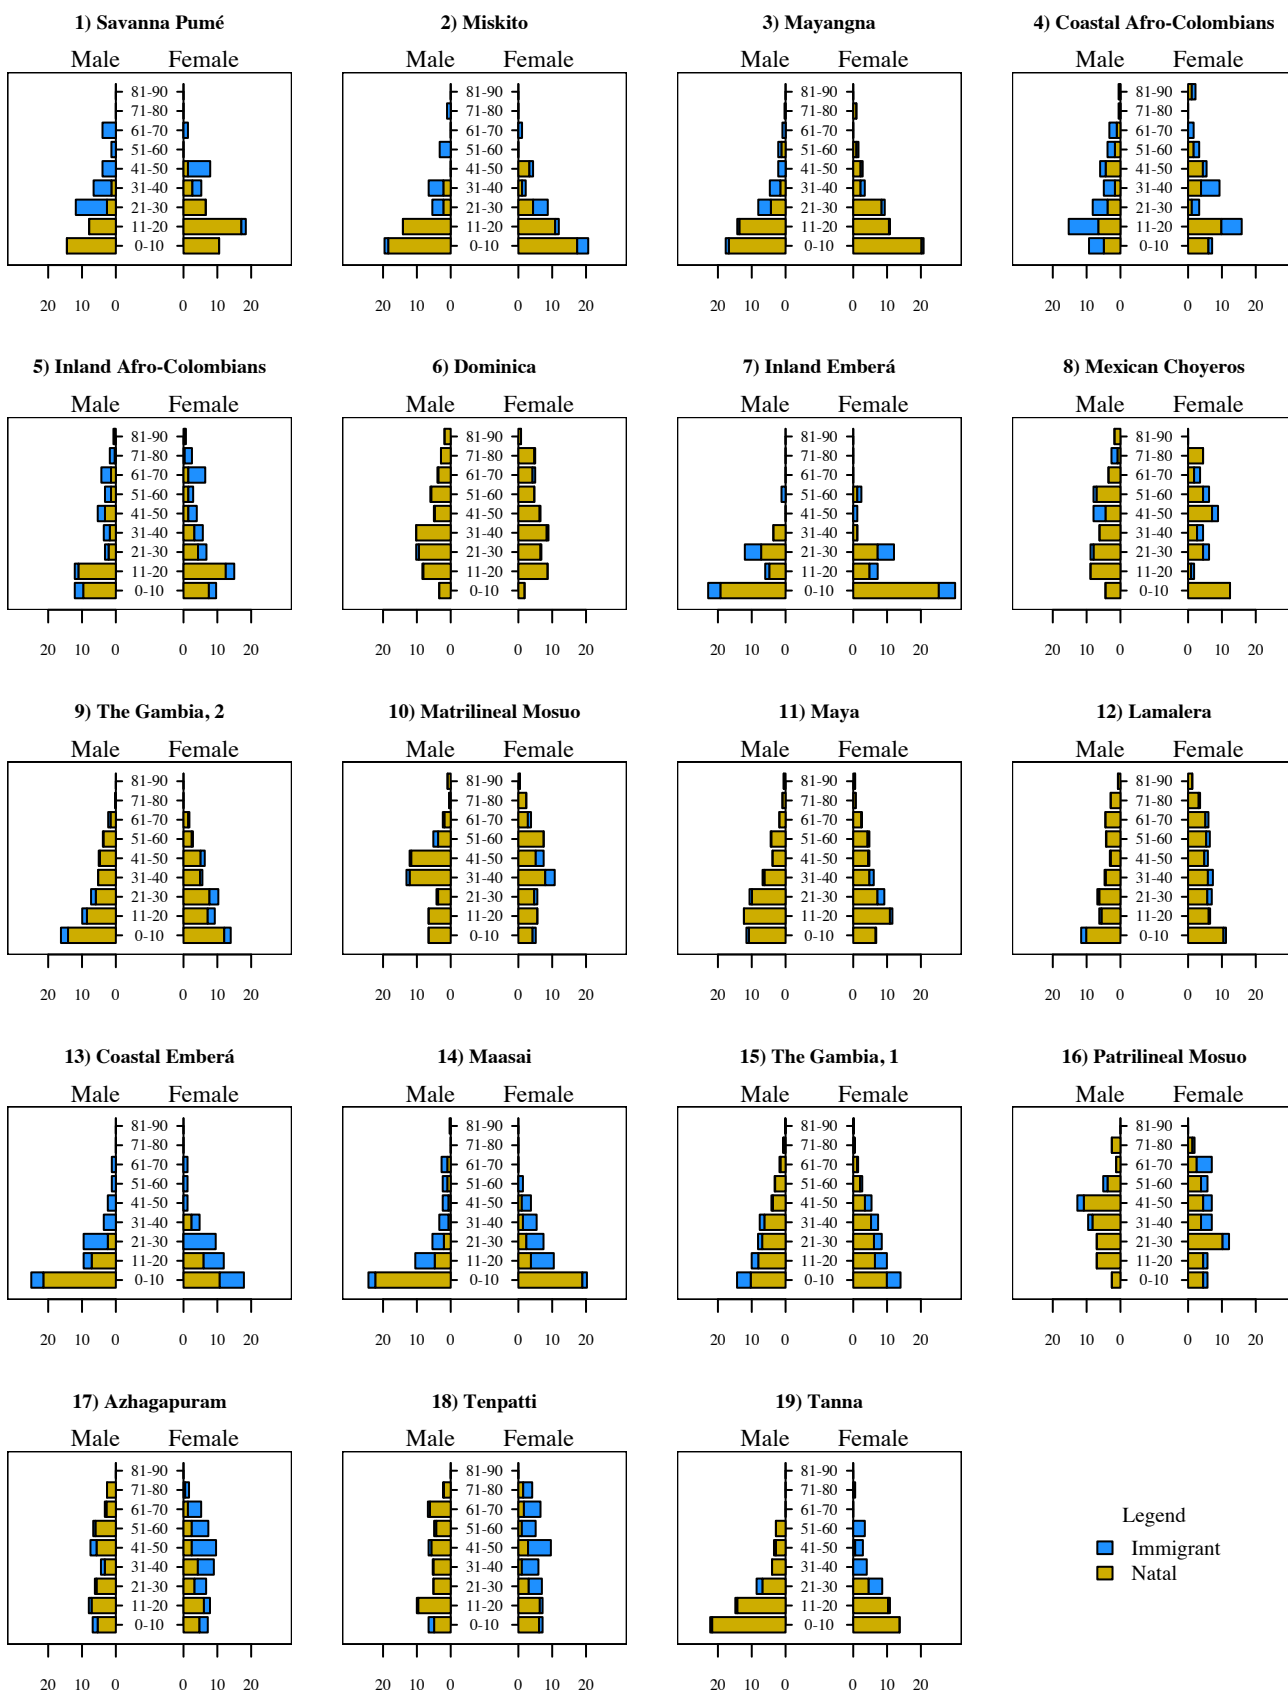 1) Savanna Pumé 2) Miskito 3) Mayangna 4) Coastal Afro-Colombians
Male Female Male Female Male Female Male Female
81-90 81-90 81-90 81-90
71-80 71-80 71-80 71-80
61-70 61-70 61-70 61-70
51-60 51-60 51-60 51-60
41-50 41-50 41-50 41-50
31-40 31-40 31-40 31-40
21-30 21-30 21-30 21-30
11-20 11-20 11-20 11-20
0-10 0-10 0-10 0-10
20 10 0 0 10 20 20 10 0 0 10 20 20 10 0 0 10 20 20 10 0 0 10 20
5) Inland Afro-Colombians 6) Dominica 7) Inland Emberá 8) Mexican Choyeros
Male Female Male Female Male Female Male Female
81-90 81-90 81-90 81-90
71-80 71-80 71-80 71-80
61-70 61-70 61-70 61-70
51-60 51-60 51-60 51-60
41-50 41-50 41-50 41-50
31-40 31-40 31-40 31-40
21-30 21-30 21-30 21-30
11-20 11-20 11-20 11-20
0-10 0-10 0-10 0-10
20 10 0 0 10 20 20 10 0 0 10 20 20 10 0 0 10 20 20 10 0 0 10 20
9) The Gambia, 2 10) Matrilineal Mosuo 11) Maya 12) Lamalera
Male Female Male Female Male Female Male Female
81-90 81-90 81-90 81-90
71-80 71-80 71-80 71-80
61-70 61-70 61-70 61-70
51-60 51-60 51-60 51-60
41-50 41-50 41-50 41-50
31-40 31-40 31-40 31-40
21-30 21-30 21-30 21-30
11-20 11-20 11-20 11-20
0-10 0-10 0-10 0-10
20 10 0 0 10 20 20 10 0 0 10 20 20 10 0 0 10 20 20 10 0 0 10 20
13) Coastal Emberá 14) Maasai 15) The Gambia, 1 16) Patrilineal Mosuo
Male Female Male Female Male Female Male Female
81-90 81-90 81-90 81-90
71-80 71-80 71-80 71-80
61-70 61-70 61-70 61-70
51-60 51-60 51-60 51-60
41-50 41-50 41-50 41-50
31-40 31-40 31-40 31-40
21-30 21-30 21-30 21-30
11-20 11-20 11-20 11-20
0-10 0-10 0-10 0-10
20 10 0 0 10 20 20 10 0 0 10 20 20 10 0 0 10 20 20 10 0 0 10 20
17) Azhagapuram 18) Tenpatti 19) Tanna
Male Female Male Female Male Female
81-90 81-90 81-90
71-80 71-80 71-80
61-70 61-70 61-70
51-60 51-60 51-60
41-50 41-50 41-50
31-40 31-40 31-40
21-30 21-30 21-30
11-20 11-20 11-20
0-10 0-10 0-10
20 10 0 0 10 20 20 10 0 0 10 20 20 10 0 0 10 20
Legend
Immigrant
Natal